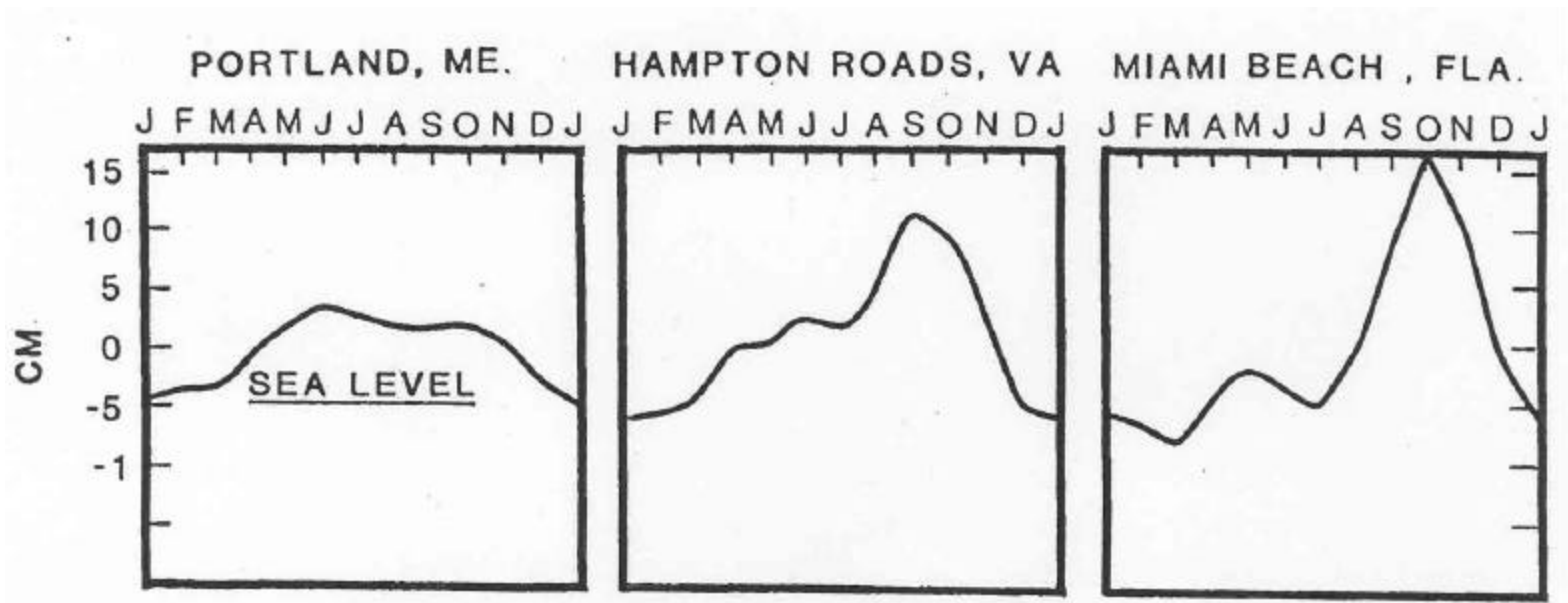 PORTLAND, ME. HAMPTON ROADS, VA MIAMI BEACH , FLA.
J F M A M J J A S O N D J J F M A M J J A S O N D J J F M A M J J A S O N D J
15
10
5
0
-5
-1
CM.
SEA LEVEL